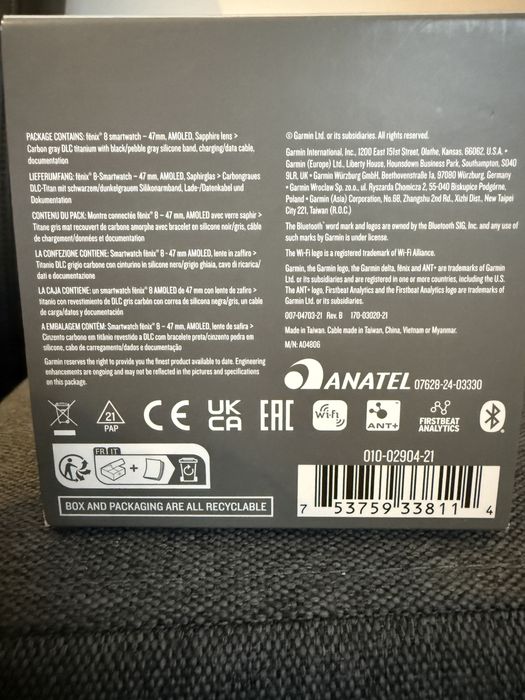 PACKAGE CONTAINS: fēnix® 8 smartwatch – 47mm, AMOLED, Sapphire lens >
Carbon gray DLC titanium with black/pebble gray silicone band, charging/data cable,
documentation
LIEFERUMFANG: fēnix® 8-Smartwatch – 47 mm, AMOLED, Saphirglas > Carbongraues
DLC-Titan mit schwarzem/dunkelgrauem Silikonarmband, Lade-/Datenkabel und
Dokumentation
CONTENU DU PACK: Montre connectée fēnix® 8 – 47 mm, AMOLED avec verre saphir >
Titane gris mat recouvert de carbone amorphe avec bracelet en silicone noir/gris, câble
de chargement/données et documentation
LA CONFEZIONE CONTIENE: Smartwatch fēnix® 8 - 47 mm AMOLED, lente in zaffiro >
Titanio DLC grigio carbone con cinturino in silicone nero/grigio ghiaia, cavo di ricarica/
dati e documentazione
LA CAJA CONTIENE: un smartwatch fēnix® 8 AMOLED de 47 mm con lente de zafiro >
titanio con revestimiento de DLC gris carbón con correa de silicona negra/gris, un cable
de carga/datos y documentación
A EMBALAGEM CONTÉM: Smartwatch fēnix® 8 – 47 mm, AMOLED, lente de safira >
Cinzento carbono em titânio revestido a DLC com bracelete preta/cinzento pedra em
silicone, cabo de carregamento/dados e documentação
Garmin reserves the right to provide you the finest product available to date. Engineering
enhancements are ongoing and may not be reflected in the pictures and specifications
on this package.
© Garmin Ltd. or its subsidiaries. All rights reserved.
Garmin International, Inc., 1200 East 151st Street, Olathe, Kansas, 66062, U.S.A. •
Garmin (Europe) Ltd., Liberty House, Hounsdown Business Park, Southampton, SO40
9LR, UK • Garmin Würzburg GmbH, Beethovenstraße 1a, 97080 Würzburg, Germany
• Garmin Wroclaw Sp. zo.o., ul. Ryszarda Chomicza 2, 55-040 Biskupice Podgórne,
Poland • Garmin (Asia) Corporation, No.68, Zhangshu 2nd Rd., Xizhi Dist., New Taipei
City 221, Taiwan (R.O.C.)
The Bluetooth® word mark and logos are owned by the Bluetooth SIG, Inc. and any use of
such marks by Garmin is under license.
The Wi-Fi logo is a registered trademark of Wi-Fi Alliance.
Garmin, the Garmin logo, the Garmin delta, fēnix and ANT+ are trademarks of Garmin
Ltd. or its subsidiaries and are registered in one or more countries, including the U.S.
The ANT+ logo, Firstbeat Analytics and the Firstbeat Analytics logo are trademarks of
Garmin Ltd. or its subsidiaries.
007-04703-21 Rev. B 170-03020-21
Made in Taiwan. Cable made in Taiwan, China, Vietnam or Myanmar.
M/N: A04806
ANATEL 07628-24-03330
21
PAP
CE
UK
CA
EAC
Wi-Fi
ANT+
FIRSTBEAT
ANALYTICS
FR IT
BOX AND PACKAGING ARE ALL RECYCLABLE
010-02904-21
7 53759 33811 4